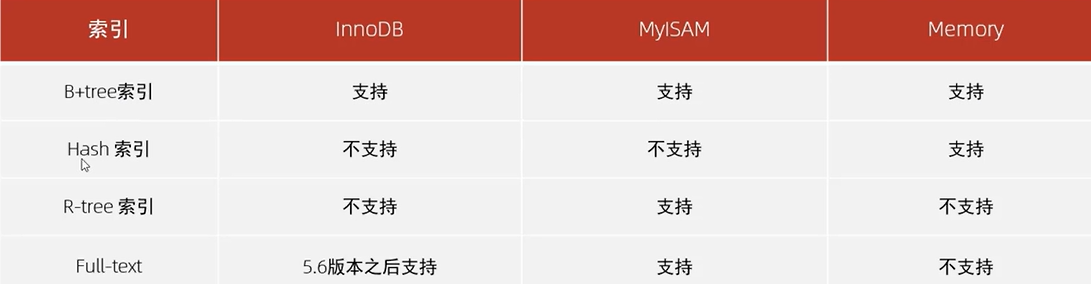 索引 InnoDB MyISAM Memory
B+tree索引 支持 支持 支持
Hash 索引 不支持 不支持 支持
R-tree 索引 不支持 支持 不支持
Full-text 5.6版本之后支持 支持 不支持